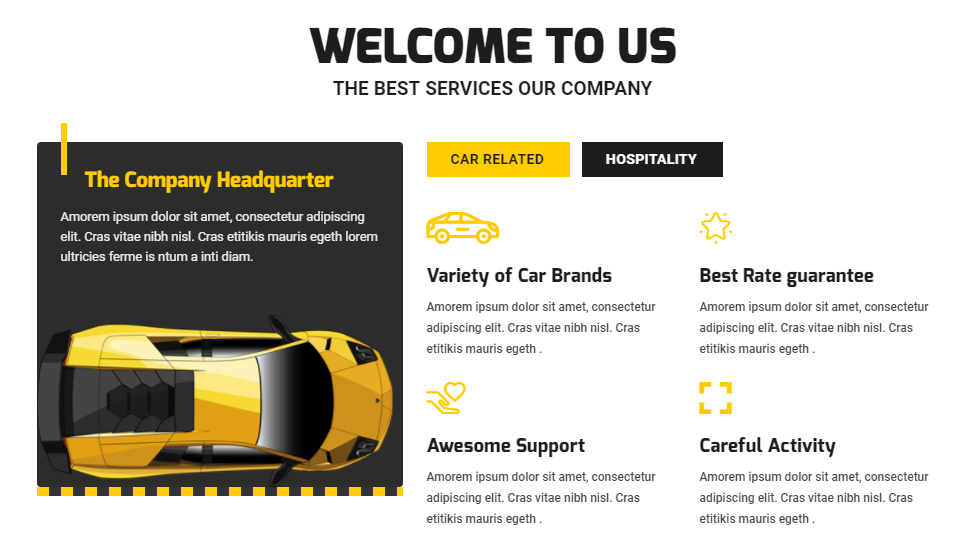 WELCOME TO US
THE BEST SERVICES OUR COMPANY
The Company Headquarter
Amorem ipsum dolor sit amet, consectetur adipiscing
elit. Cras vitae nibh nisl. Cras etitikis mauris egeth lorem
ultricies ferme is ntum a inti diam.
CAR RELATED
HOSPITALITY
Variety of Car Brands
Amorem ipsum dolor sit amet, consectetur
adipiscing elit. Cras vitae nibh nisl. Cras
etitikis mauris egeth .
Best Rate guarantee
Amorem ipsum dolor sit amet, consectetur
adipiscing elit. Cras vitae nibh nisl. Cras
etitikis mauris egeth .
Awesome Support
Amorem ipsum dolor sit amet, consectetur
adipiscing elit. Cras vitae nibh nisl. Cras
etitikis mauris egeth .
Careful Activity
Amorem ipsum dolor sit amet, consectetur
adipiscing elit. Cras vitae nibh nisl. Cras
etitikis mauris egeth .